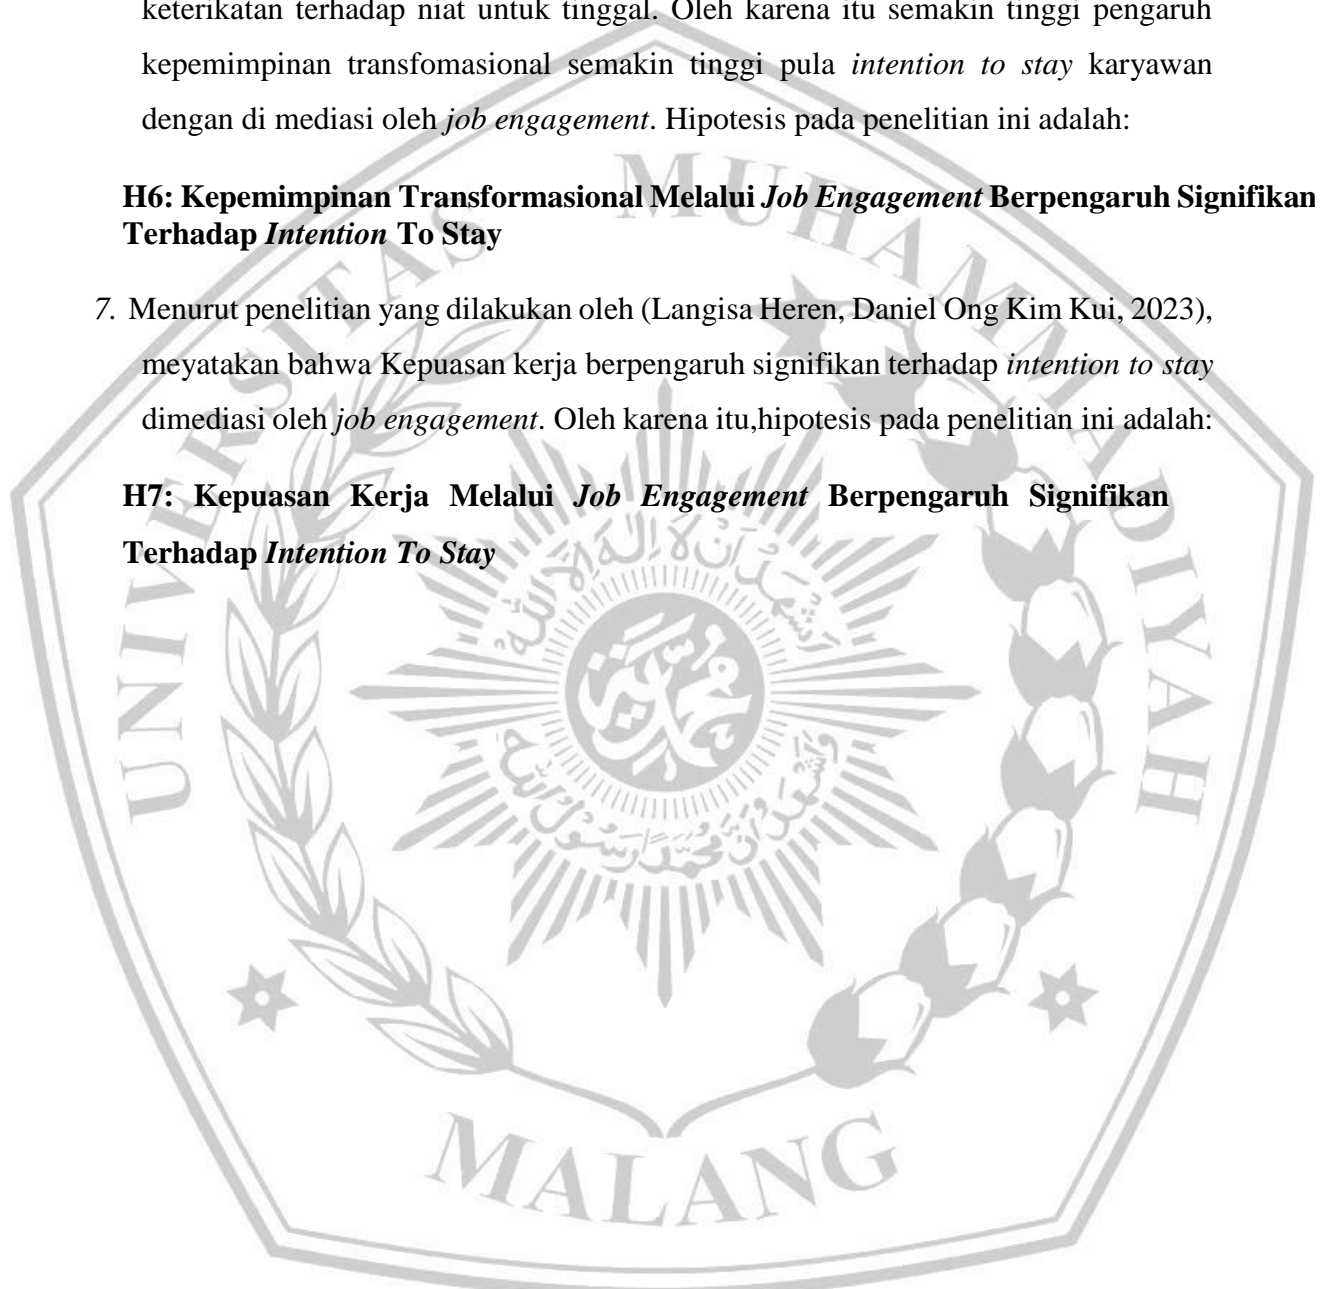 keterikatan terhadap niat untuk tinggal. Oleh karena itu semakin tinggi pengaruh
kepemimpinan transfomasional semakin tinggi pula intention to stay karyawan
dengan di mediasi oleh job engagement. Hipotesis pada penelitian ini adalah:
H6: Kepemimpinan Transformasional Melalui Job Engagement Berpengaruh Signifikan
Terhadap Intention To Stay
7. Menurut penelitian yang dilakukan oleh (Langisa Heren, Daniel Ong Kim Kui, 2023),
meyatakan bahwa Kepuasan kerja berpengaruh signifikan terhadap intention to stay
dimediasi oleh job engagement. Oleh karena itu,hipotesis pada penelitian ini adalah:
H7: Kepuasan Kerja Melalui Job Engagement Berpengaruh Signifikan
Terhadap Intention To Stay
UNIVERSITAS MUHAMMADIYAH
MALANG